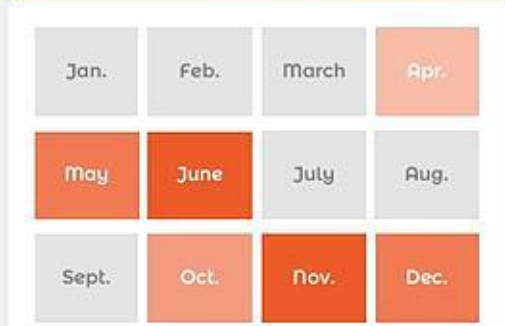 Jan. Feb. March Apr.
May June July Aug.
Sept. Oct. Nov. Dec.